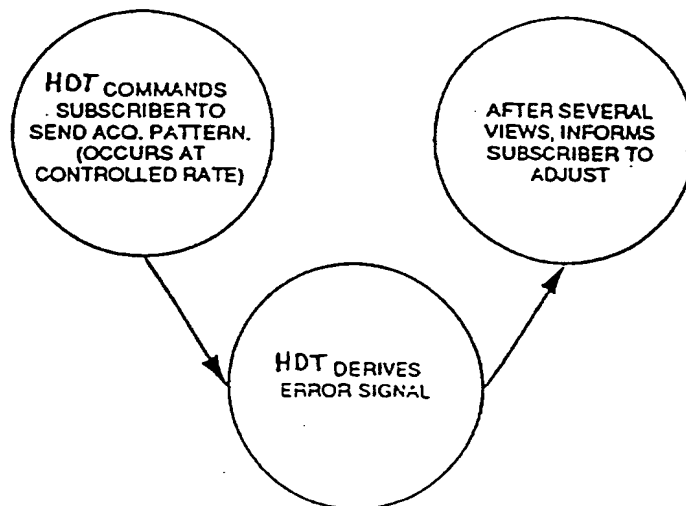 HDT COMMANDS
SUBSCRIBER TO
SEND ACQ. PATTERN.
(OCCURS AT
CONTROLLED RATE)
AFTER SEVERAL
VIEWS, INFORMS
SUBSCRIBER TO
ADJUST
HDT DERIVES
ERROR SIGNAL